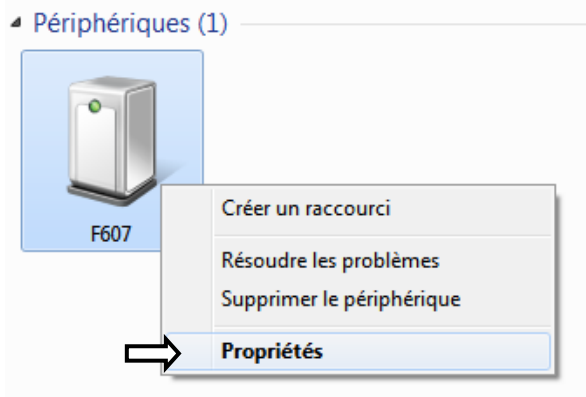 Périphériques (1)
F607
Créer un raccourci
Résoudre les problèmes
Supprimer le périphérique
Propriétés